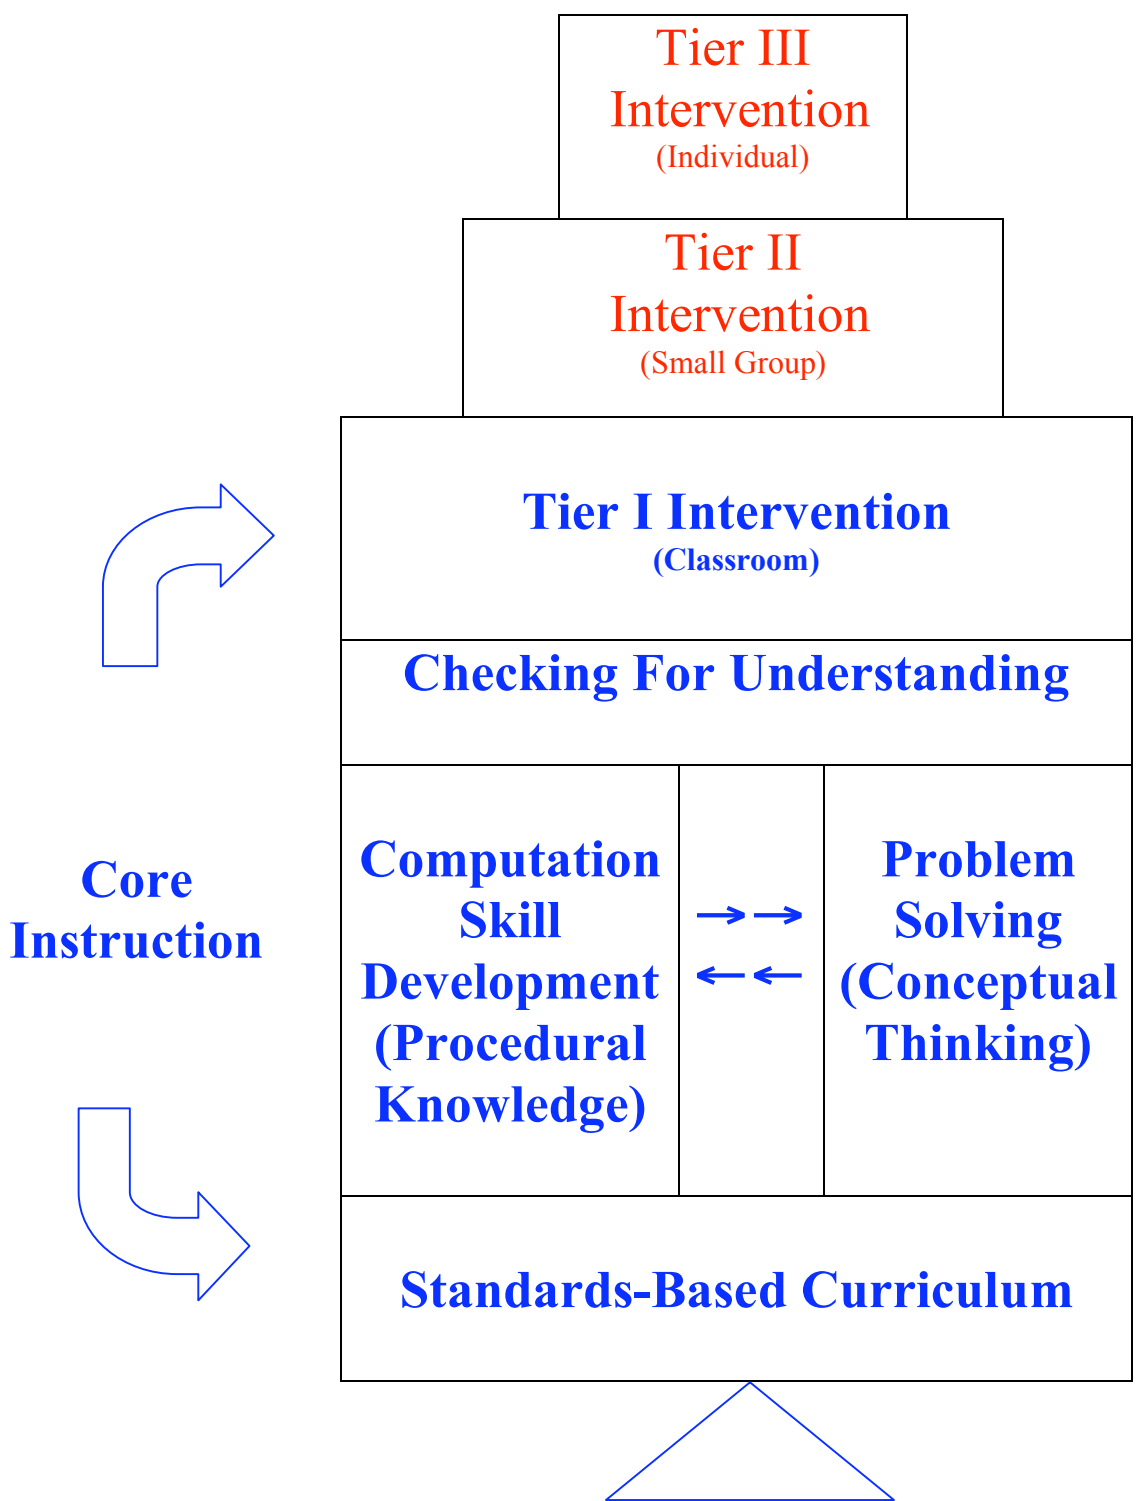 Tier III
Intervention
(Individual)
Tier II
Intervention
(Small Group)
Tier I Intervention
(Classroom)
Checking For Understanding
Core
Instruction
Computation
Skill
Development
(Procedural
Knowledge)
Problem
Solving
(Conceptual
Thinking)
Standards-Based Curriculum